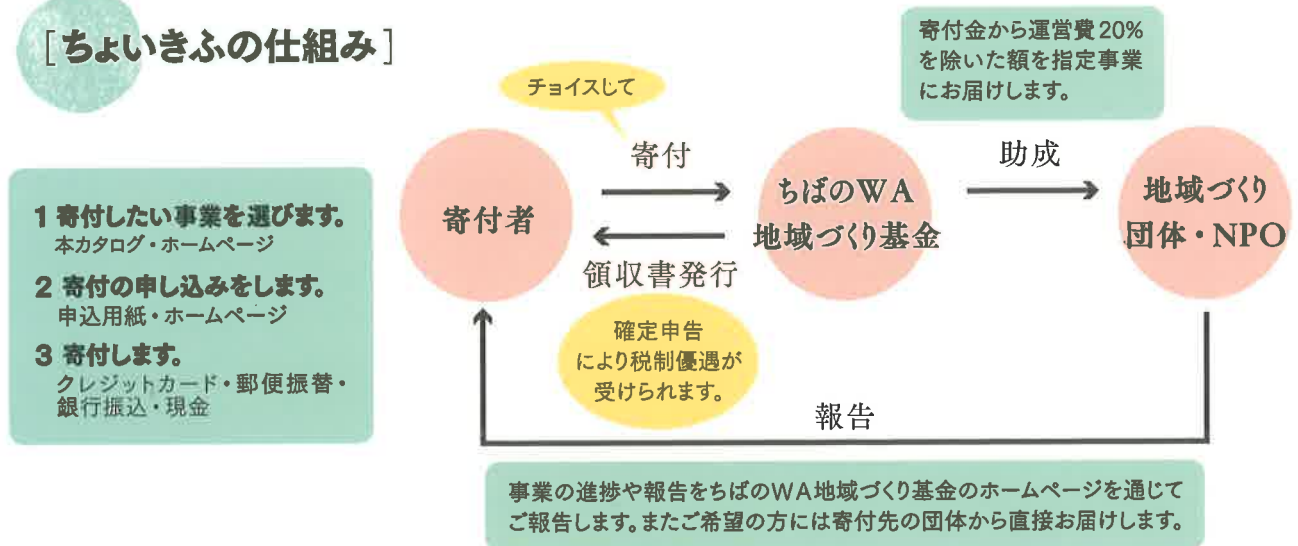 [ちょいきふの仕組み]
1 寄付したい事業を選びます。
本カタログ・ホームページ
2 寄付の申し込みをします。
申込用紙・ホームページ
3 寄付します。
クレジットカード・郵便振替・
銀行振込・現金
チョイスして
寄付金から運営費20%
を除いた額を指定事業
にお届けします。
寄付者
寄付
領収書発行
確定申告
により税制優遇が
受けられます。
ちばのWA
地域づくり基金
助成
地域づくり
団体・NPO
報告
事業の進捗や報告をちばのWA地域づくり基金のホームページを通じて
ご報告します。またご希望の方には寄付先の団体から直接お届けします。